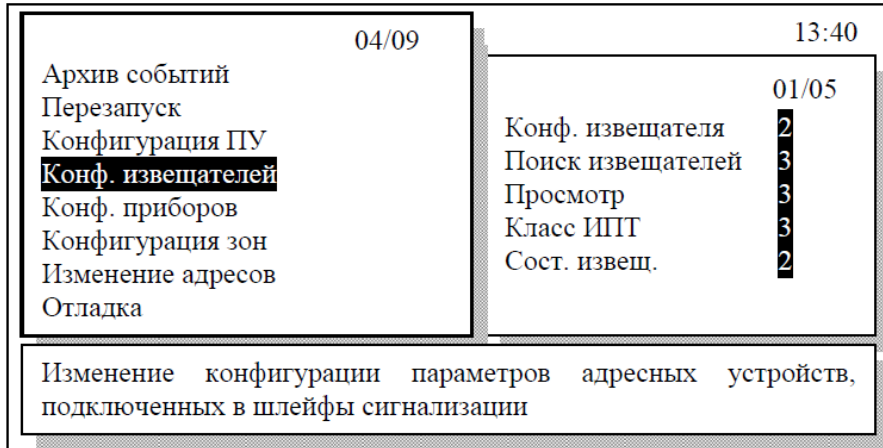 13:40
04/09
Архив событий
Перезапуск
Конфигурация ПУ
Конф. извещателей
Конф. приборов
Конфигурация зон
Изменение адресов
Отладка
01/05
Конф. извещателя 2
Поиск извещателей 3
Просмотр 3
Класс ИПТ 3
Сост. извещ. 2
Изменение конфигурации параметров адресных устройств,
подключенных в шлейфы сигнализации